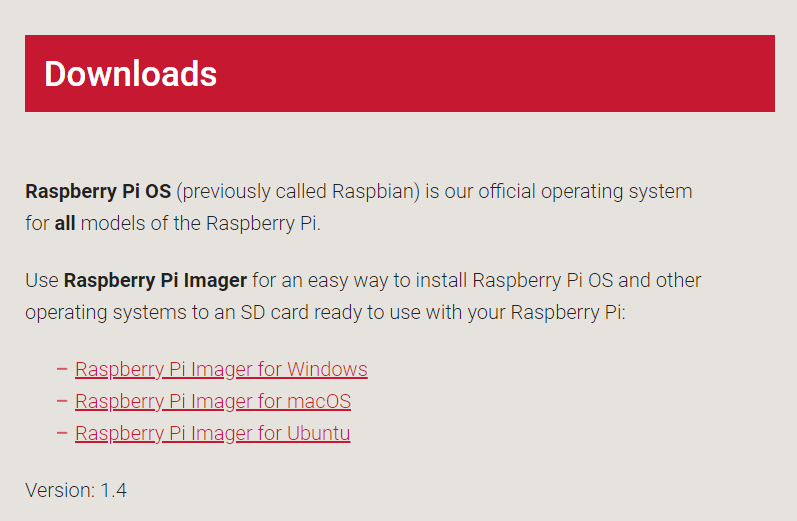 Downloads
Raspberry Pi OS (previously called Raspbian) is our official operating system
for all models of the Raspberry Pi.
Use Raspberry Pi Imager for an easy way to install Raspberry Pi OS and other
operating systems to an SD card ready to use with your Raspberry Pi:
– Raspberry Pi Imager for Windows
– Raspberry Pi Imager for macOS
– Raspberry Pi Imager for Ubuntu
Version: 1.4